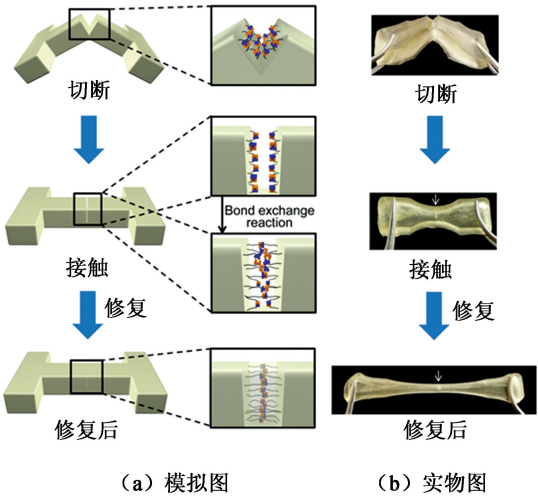 切断
切断
Bond exchange
reaction
接触
接触
修复
修复
修复后
修复后
（a）模拟图
（b）实物图